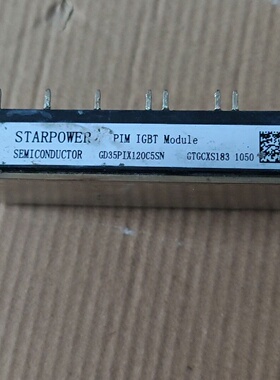 STARPOWER PIM IGBT Module
SEMICONDUCTOR GD35PIX120C5SN GTGCXS183 1050